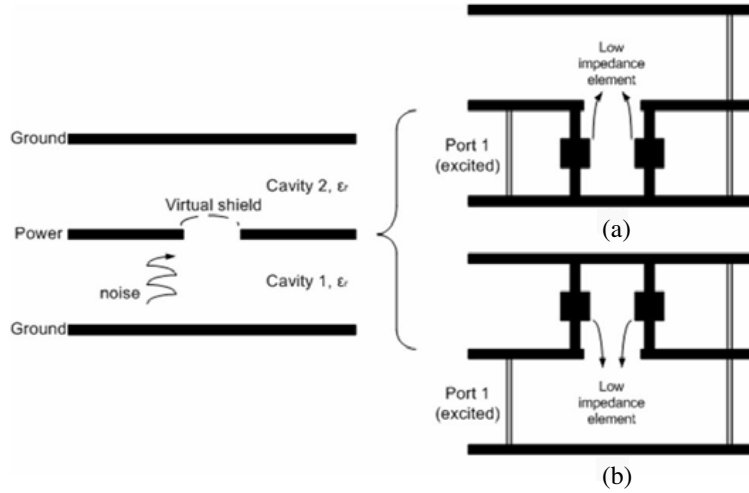 Ground
Cavity 2, εr
Virtual shield
Power
noise
Cavity 1, εr
Ground
Low
impedance
element
Port 1
(excited)
(a)
Port 1
(excited)
Low
impedance
element
(b)